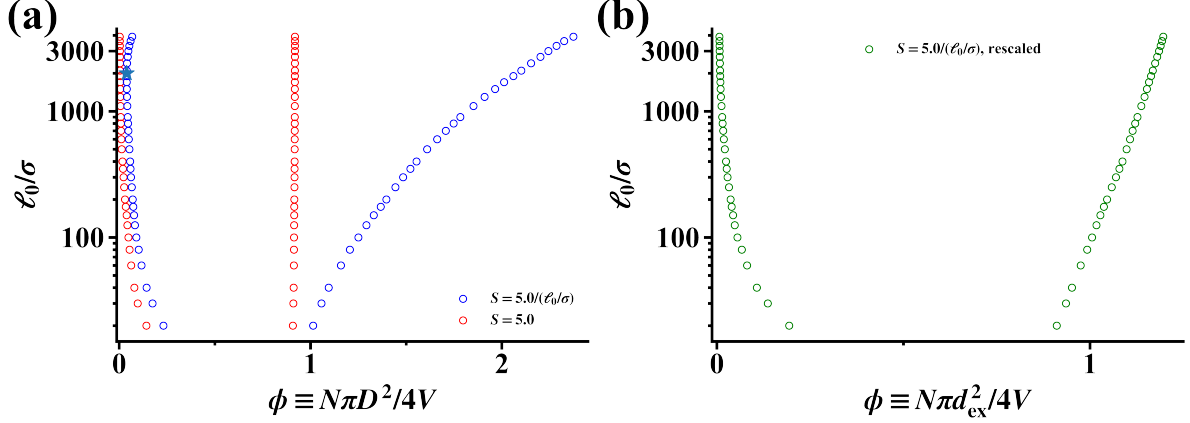 (a)
3000
1000
100
ℓ₀/σ
0
1
2
ϕ ≡ NπD²/4V
S = 5.0/(ℓ₀/σ)
S = 5.0
(b)
3000
1000
100
ℓ₀/σ
0
1
ϕ ≡ Nπd²ₑₓ/4V
S = 5.0/(ℓ₀/σ), rescaled